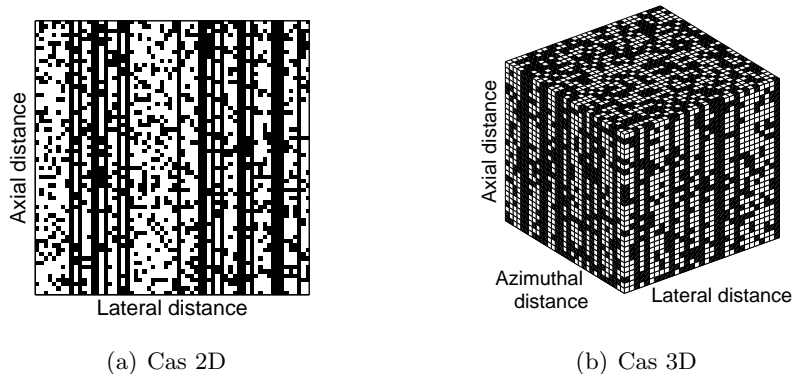 Axial distance
Lateral distance
(a) Cas 2D
Axial distance
Azimuthal
distance
Lateral distance
(b) Cas 3D